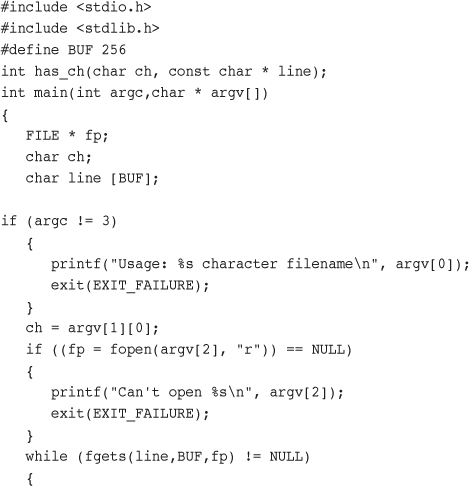 #include <stdio.h>
#include <stdlib.h>
#define BUF 256
int has_ch(char ch, const char * line);
int main(int argc,char * argv[])
{
   FILE * fp;
   char ch;
   char line [BUF];

if (argc != 3)
   {
      printf("Usage: %s character filename\n", argv[0]);
      exit(EXIT_FAILURE);
   }
   ch = argv[1][0];
   if ((fp = fopen(argv[2], "r")) == NULL)
   {
      printf("Can't open %s\n", argv[2]);
      exit(EXIT_FAILURE);
   }
   while (fgets(line,BUF,fp) != NULL)
   {